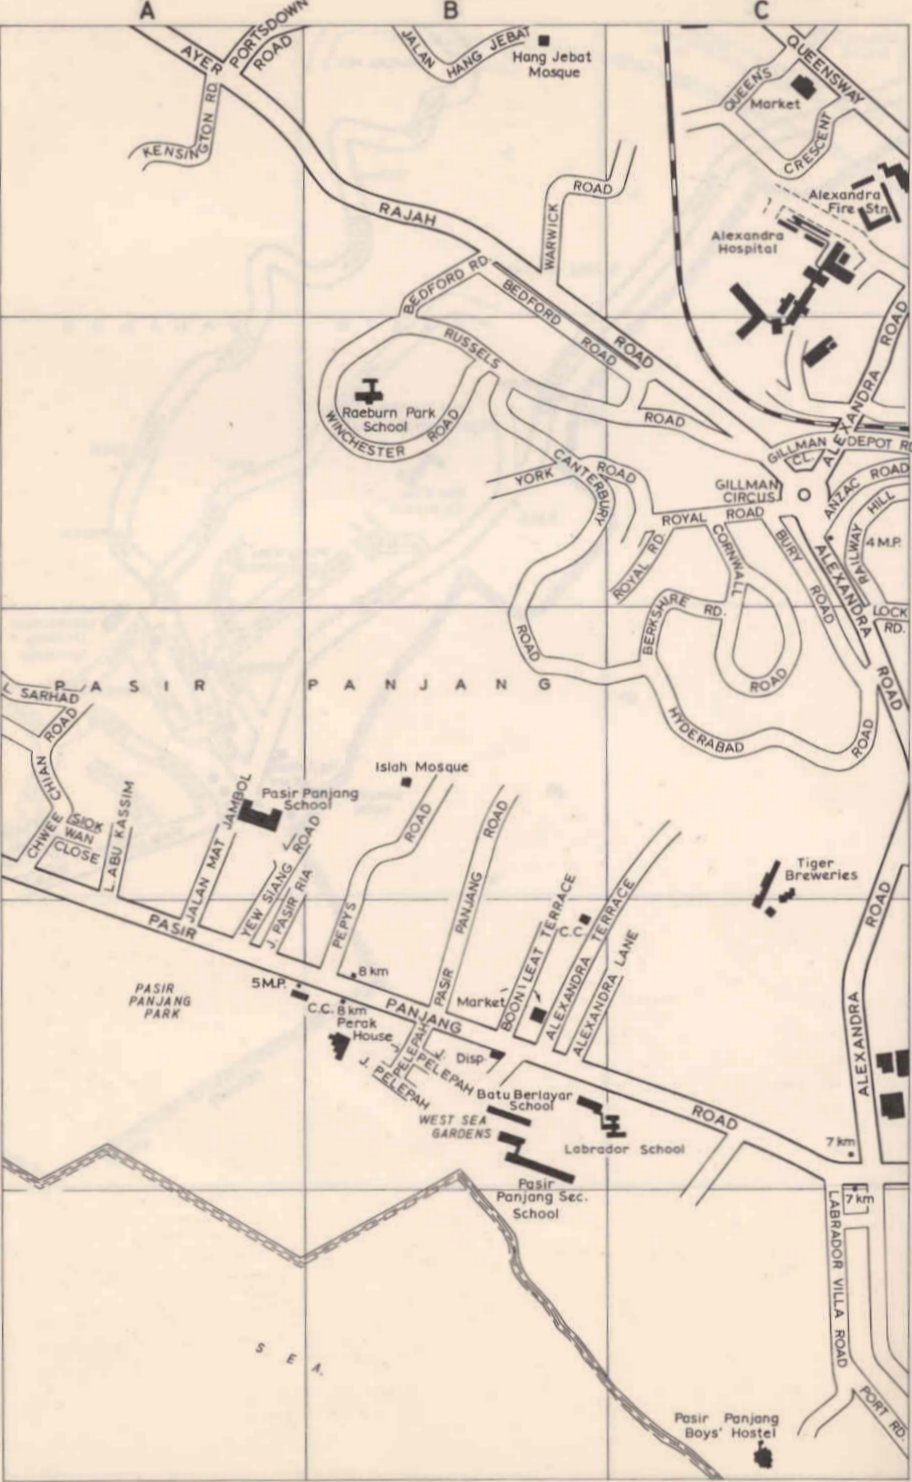 A
B
C
PORTSDOWN
ROAD
AYER
RAJAH
ROAD
KENSINGTON RD
JALAN HANG JEBAT
Hang Jebat
Mosque
QUEENSWAY
QUEENS
CRESCENT
Market
Alexandra
Fire Stn.
Alexandra
Hospital
WARWICK
ROAD
BEDFORD RD.
BEDFORD
ROAD
RUSSELS
ROAD
Raeburn Park
School
WINCHESTER ROAD
YORK
ROAD
CANTERBURY
ROAD
ALEXANDRA ROAD
GILLMAN
CL.
DEPOT RD
GILLMAN
CIRCUS
ANZAC ROAD
RAILWAY HILL
4 M.P.
ROYAL ROAD
ROYAL RD.
CORNWALL
ROAD
BURY
ROAD
ALEXANDRA
ROAD
LOCK
RD.
BERKSHIRE RD.
HYDERABAD
ROAD
PASIR PANJANG
L SARHAD
CHWEE CHIAN
ROAD
SIOK
WAN
CLOSE
L. ABU KASSIM
JALAN MAT JAMBOL
Pasir Panjang
School
YEW SIANG ROAD
J. PASIR RIA
Islah Mosque
PEPYS
ROAD
PASIR PANJANG ROAD
BOON LEAT TERRACE
C.C.
ALEXANDRA TERRACE
ALEXANDRA LANE
Tiger
Breweries
ALEXANDRA ROAD
PASIR
PANJANG
ROAD
PASIR
PANJANG
PARK
5 M.P.
8 km
C.C.
8 km
Perak
House
Market
J. PELEPAH
J. PELEPAH
J. PELEPAH
Disp.
Batu Berlayar
School
WEST SEA
GARDENS
Labrador School
Pasir
Panjang Sec.
School
7 km
7 km
LABRADOR VILLA ROAD
PORT RD.
SEA.
Pasir Panjang
Boys' Hostel